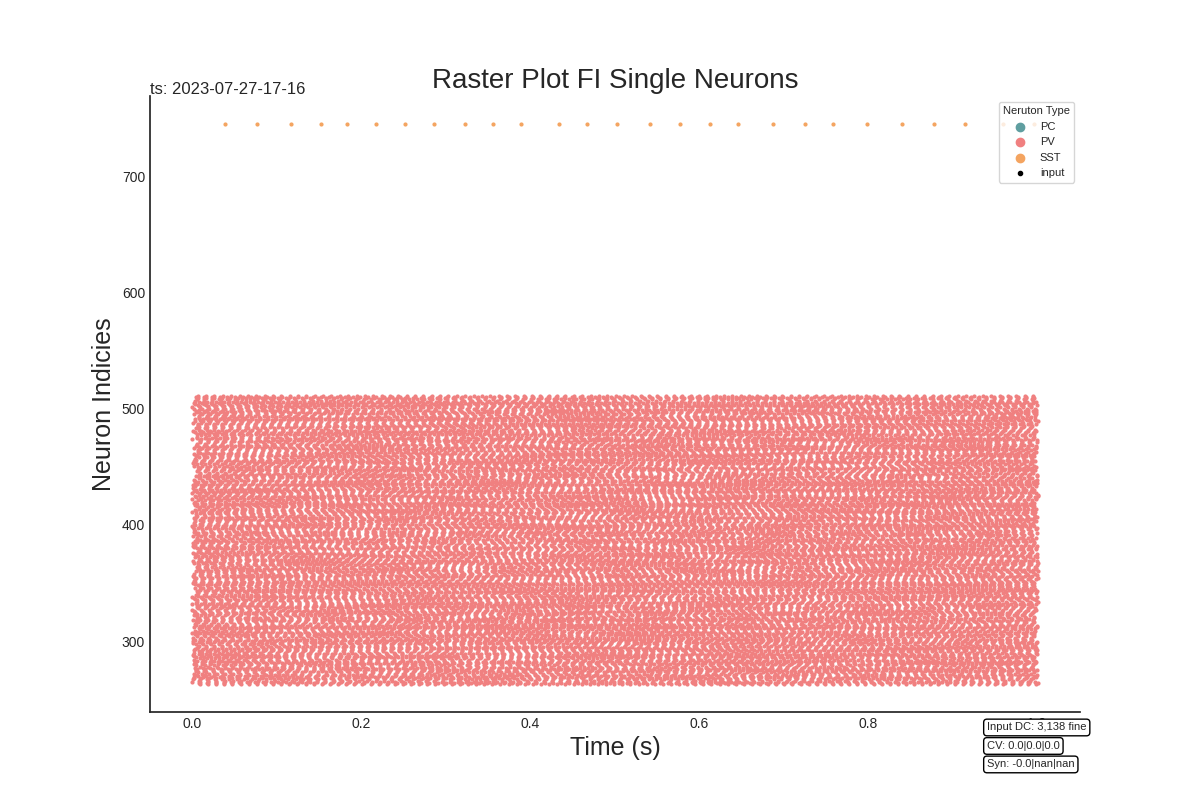 Raster Plot FI Single Neurons
ts: 2023-07-27-17-16
Neruton Type
PC
PV
SST
input
Neuron Indicies
700
600
500
400
300
0.0 0.2 0.4 0.6 0.8
Time (s)
Input DC: 3,138 fine
CV: 0.0|0.0|0.0
Syn: -0.0|nan|nan